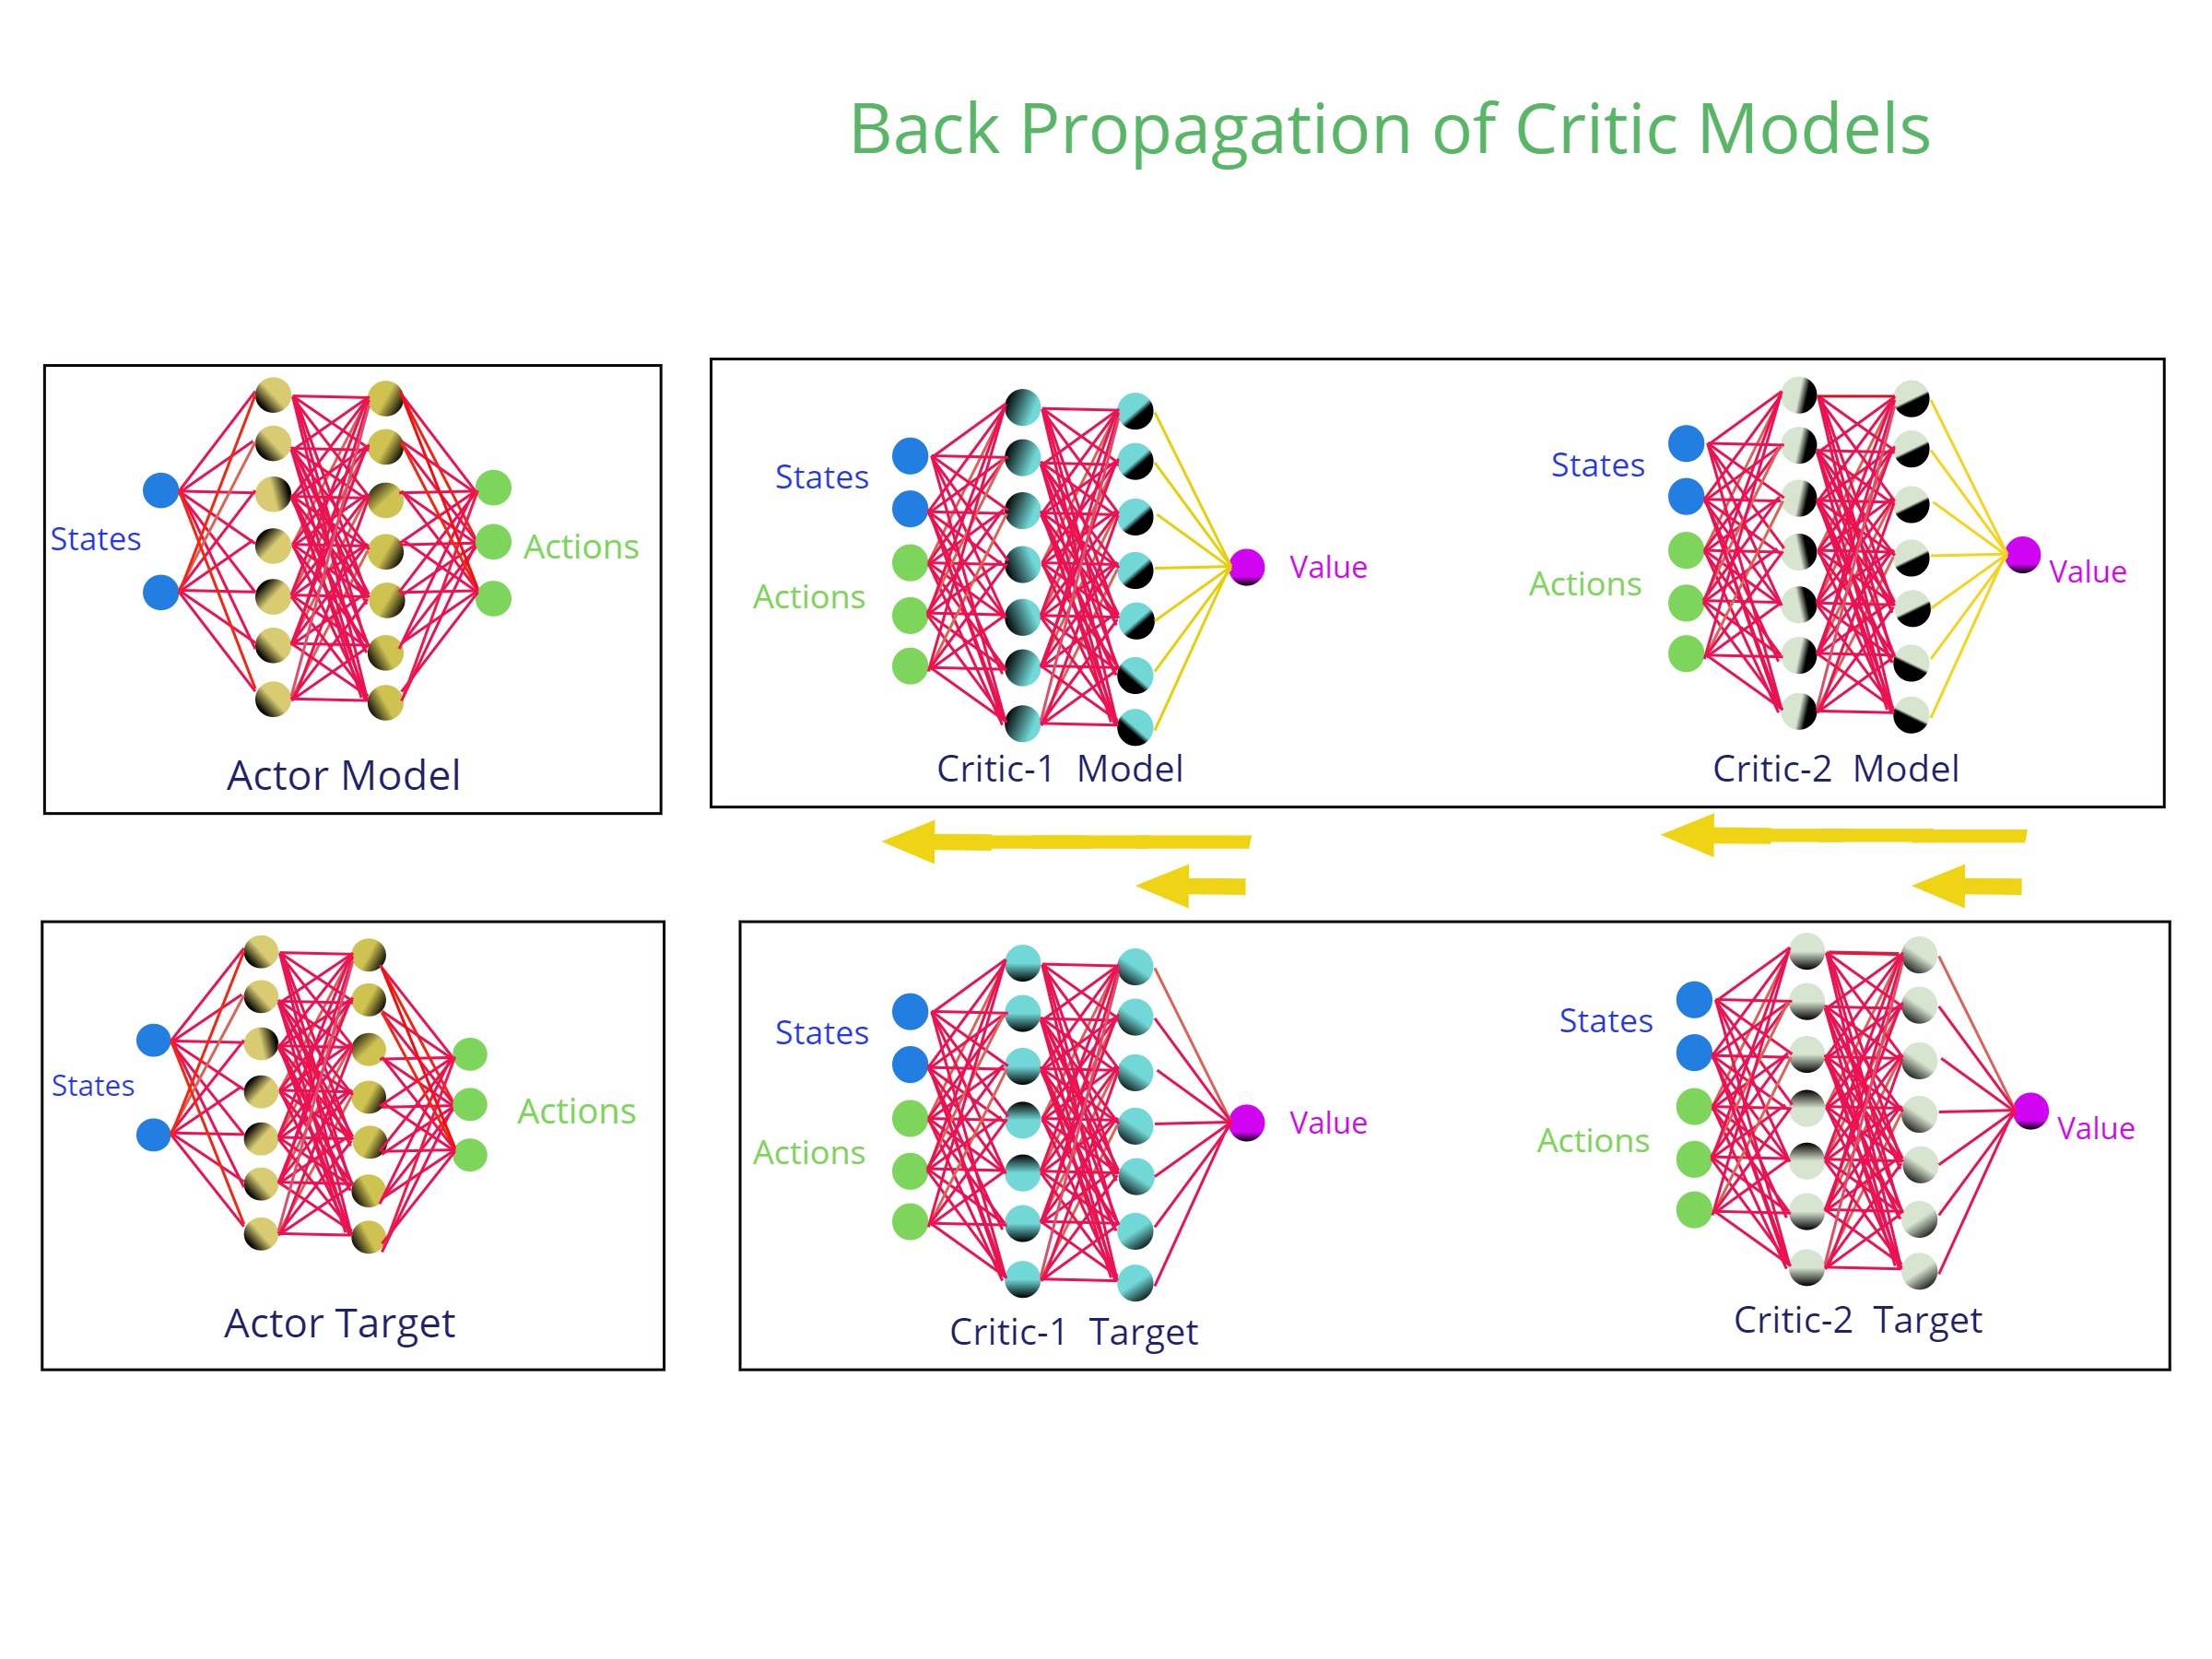 Back Propagation of Critic Models
States
Actions
Actor Model
States
Actions
Value
Critic-1 Model
States
Actions
Value
Critic-2 Model
States
Actions
Actor Target
States
Actions
Value
Critic-1 Target
States
Actions
Value
Critic-2 Target